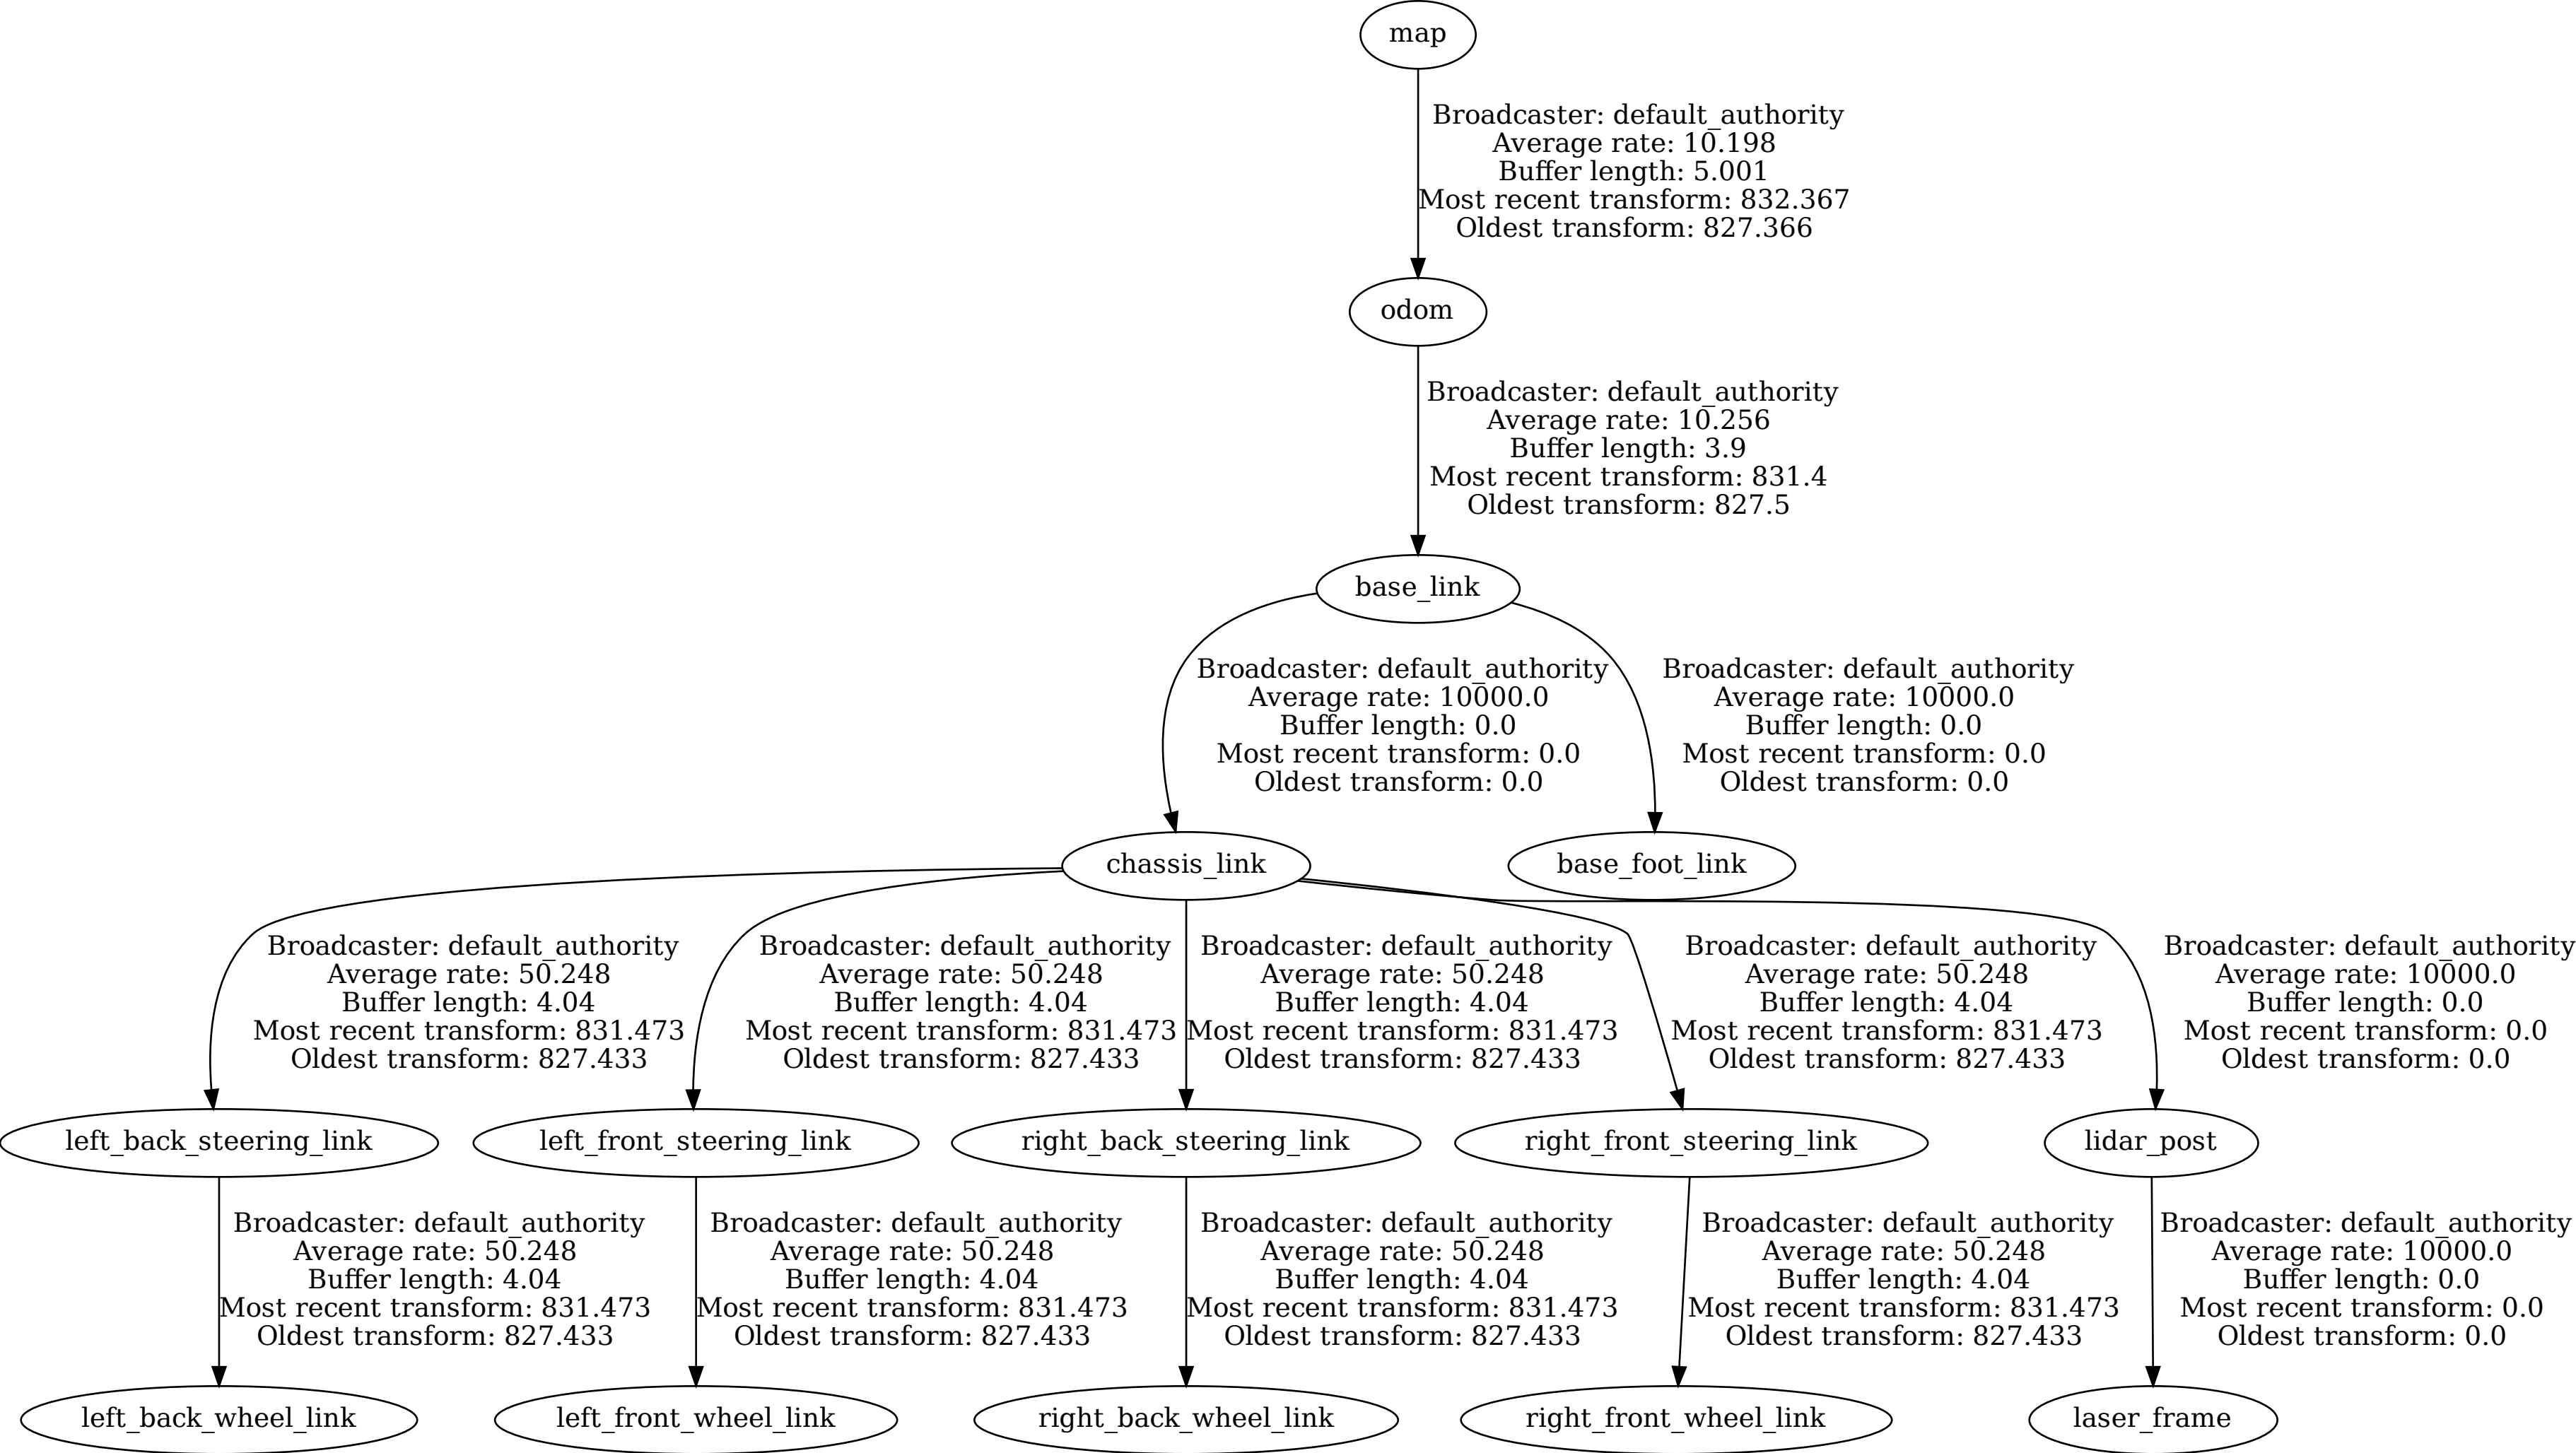 map
Broadcaster: default_authority
Average rate: 10.198
Buffer length: 5.001
Most recent transform: 832.367
Oldest transform: 827.366
odom
Broadcaster: default_authority
Average rate: 10.256
Buffer length: 3.9
Most recent transform: 831.4
Oldest transform: 827.5
base_link
Broadcaster: default_authority
Average rate: 10000.0
Buffer length: 0.0
Most recent transform: 0.0
Oldest transform: 0.0
Broadcaster: default_authority
Average rate: 10000.0
Buffer length: 0.0
Most recent transform: 0.0
Oldest transform: 0.0
chassis_link
base_foot_link
Broadcaster: default_authority
Average rate: 50.248
Buffer length: 4.04
Most recent transform: 831.473
Oldest transform: 827.433
Broadcaster: default_authority
Average rate: 50.248
Buffer length: 4.04
Most recent transform: 831.473
Oldest transform: 827.433
Broadcaster: default_authority
Average rate: 50.248
Buffer length: 4.04
Most recent transform: 831.473
Oldest transform: 827.433
Broadcaster: default_authority
Average rate: 50.248
Buffer length: 4.04
Most recent transform: 831.473
Oldest transform: 827.433
Broadcaster: default_authority
Average rate: 10000.0
Buffer length: 0.0
Most recent transform: 0.0
Oldest transform: 0.0
left_back_steering_link
left_front_steering_link
right_back_steering_link
right_front_steering_link
lidar_post
Broadcaster: default_authority
Average rate: 50.248
Buffer length: 4.04
Most recent transform: 831.473
Oldest transform: 827.433
Broadcaster: default_authority
Average rate: 50.248
Buffer length: 4.04
Most recent transform: 831.473
Oldest transform: 827.433
Broadcaster: default_authority
Average rate: 50.248
Buffer length: 4.04
Most recent transform: 831.473
Oldest transform: 827.433
Broadcaster: default_authority
Average rate: 50.248
Buffer length: 4.04
Most recent transform: 831.473
Oldest transform: 827.433
Broadcaster: default_authority
Average rate: 10000.0
Buffer length: 0.0
Most recent transform: 0.0
Oldest transform: 0.0
left_back_wheel_link
left_front_wheel_link
right_back_wheel_link
right_front_wheel_link
laser_frame